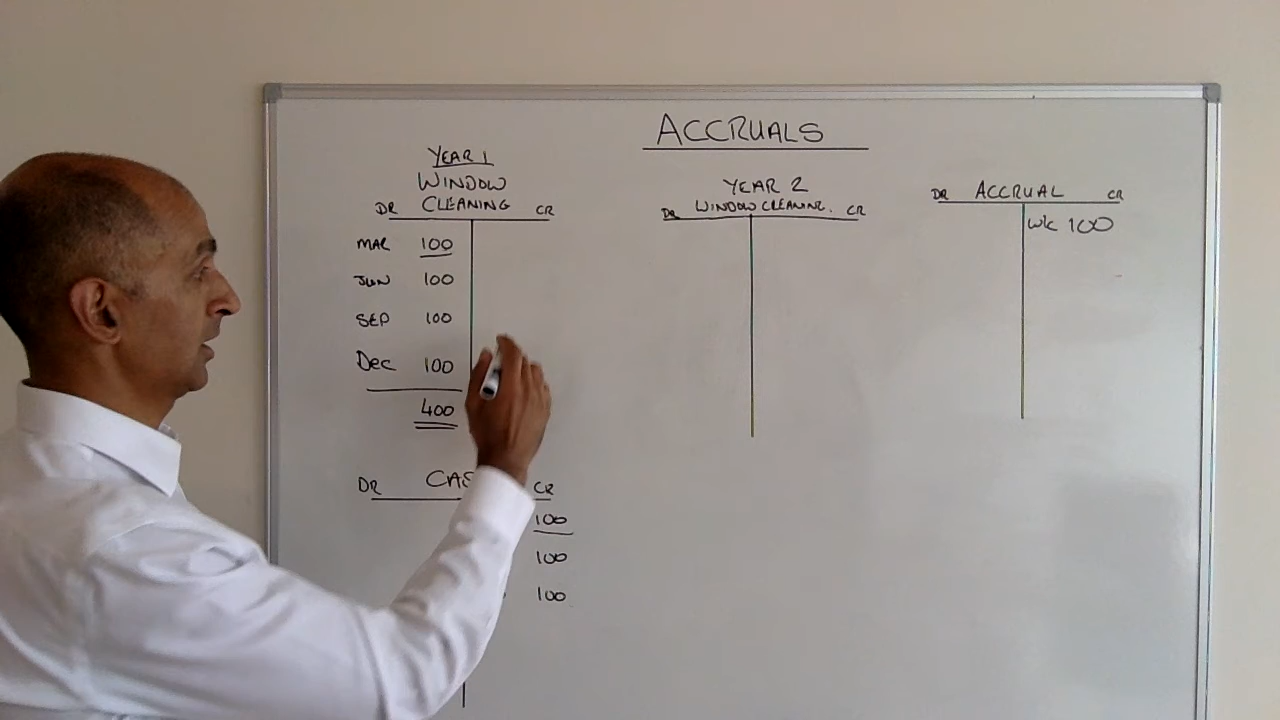 ACCRUALS
YEAR 1
WINDOW
DR CLEANING CR
MAR 100
JUN 100
SEP 100
Dec 100
400
DR CAS CR
100
100
100
YEAR 2
DR WINDOW CLEANING. CR
DR ACCRUAL CR
W/C 100